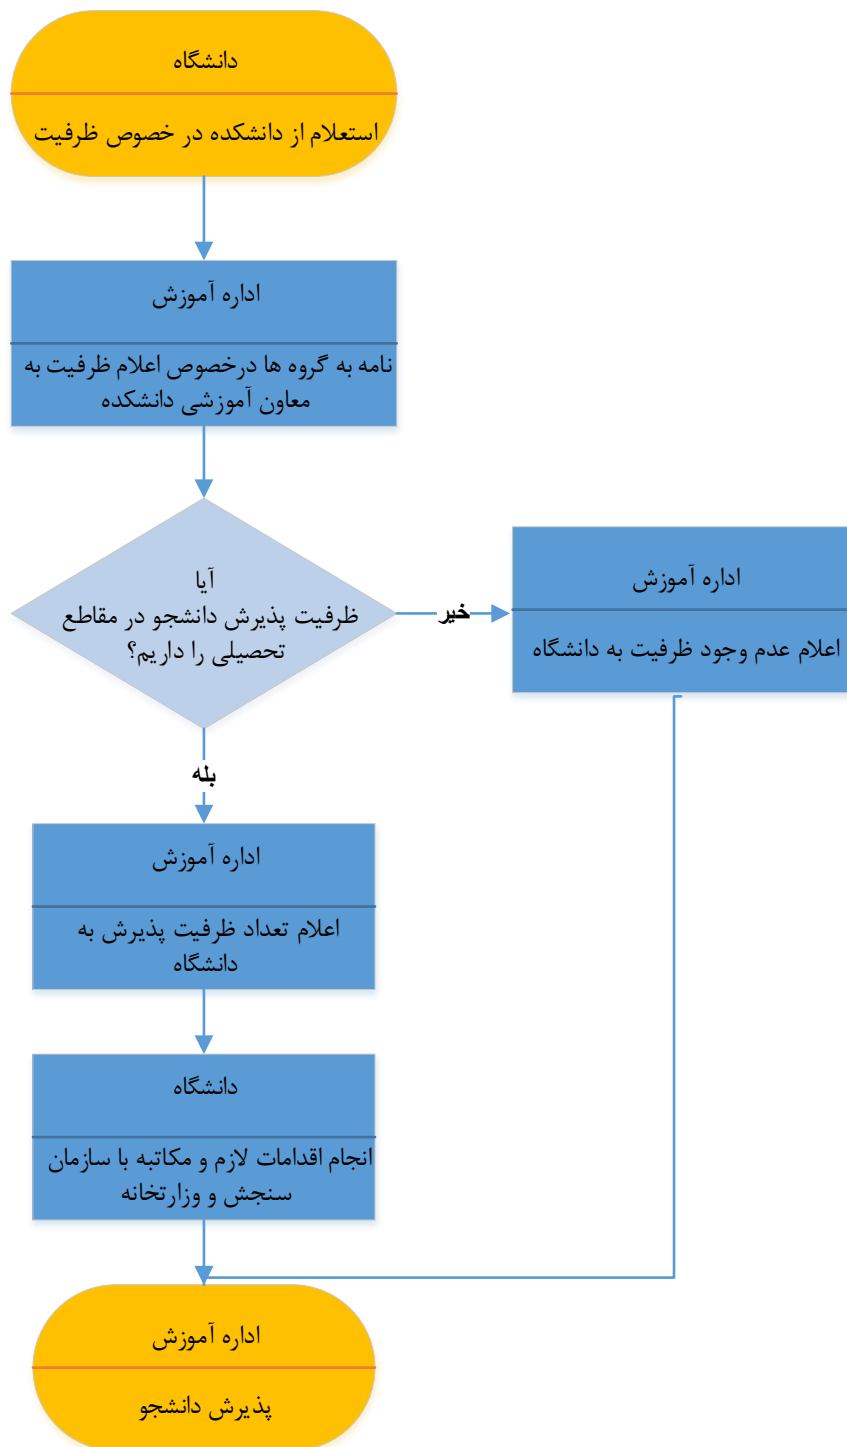 دانشگاه
استعلام از دانشکده در خصوص ظرفیت
اداره آموزش
نامه به گروه ها درخصوص اعلام ظرفیت به
معاون آموزشی دانشکده
آیا
ظرفیت پذیرش دانشجو در مقاطع
تحصیلی را داریم؟
خیر
اداره آموزش
اعلام عدم وجود ظرفیت به دانشگاه
بله
اداره آموزش
اعلام تعداد ظرفیت پذیرش به
دانشگاه
دانشگاه
انجام اقدامات لازم و مکاتبه با سازمان
سنجش و وزارتخانه
اداره آموزش
پذیرش دانشجو